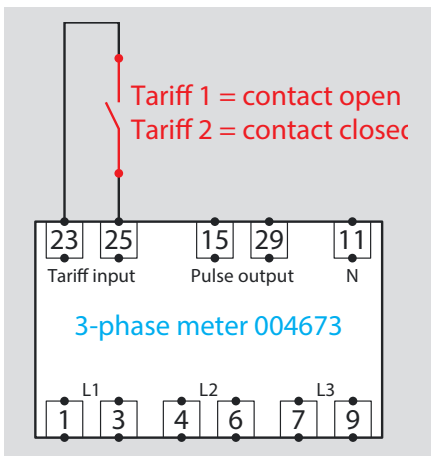 Tariff 1 = contact open
Tariff 2 = contact closed
23 25 15 29 11
Tariff input Pulse output N
3-phase meter 004673
L1 L2 L3
1 3 4 6 7 9